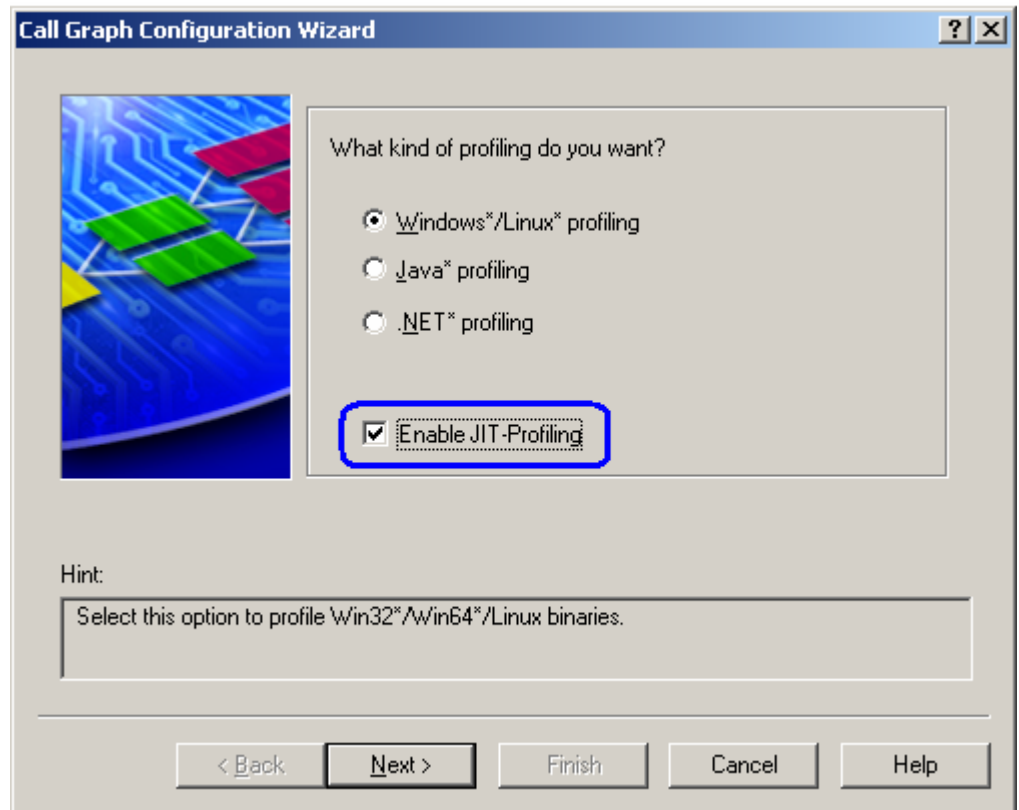 Call Graph Configuration Wizard
What kind of profiling do you want?
Windows*/Linux* profiling
Java* profiling
.NET* profiling
Enable JIT-Profiling
Hint:
Select this option to profile Win32*/Win64*/Linux binaries.
< Back Next > Finish Cancel Help